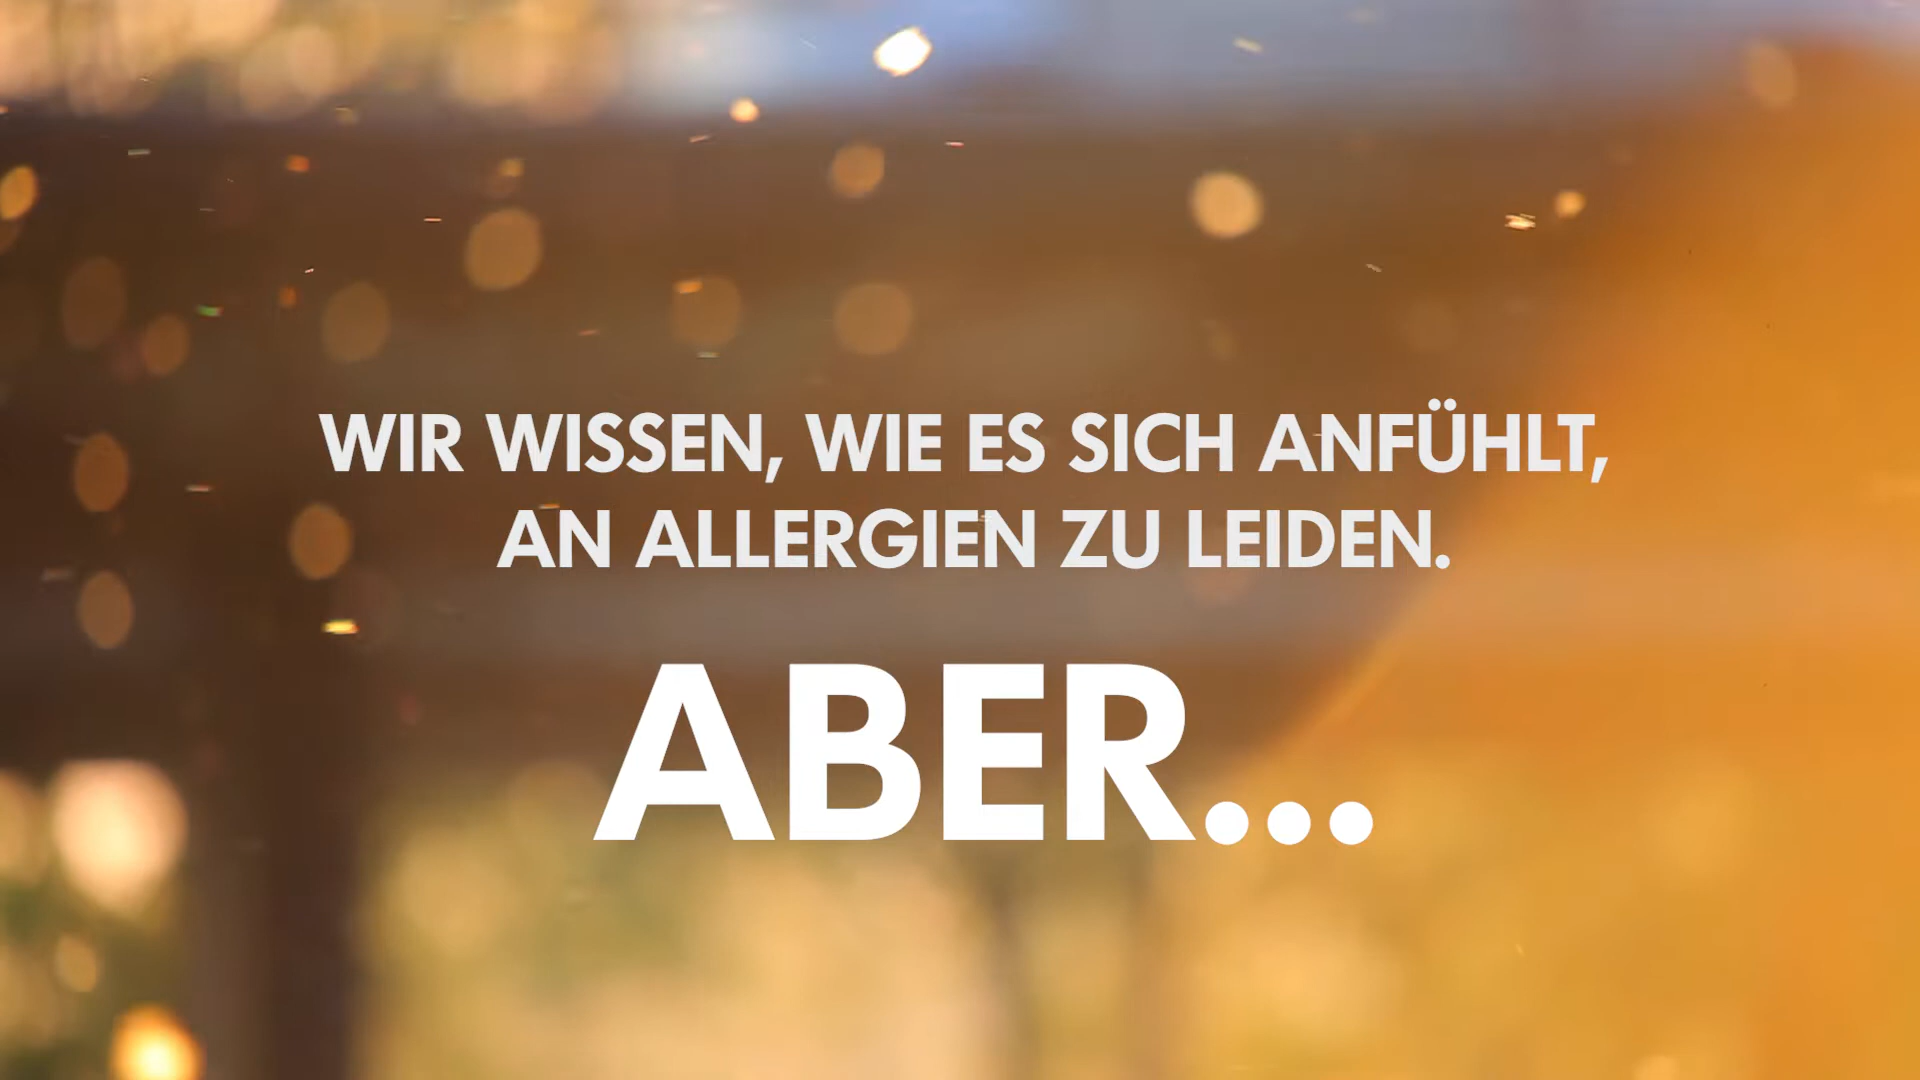 WIR WISSEN, WIE ES SICH ANFÜHLT,
AN ALLERGIEN ZU LEIDEN.
ABER...